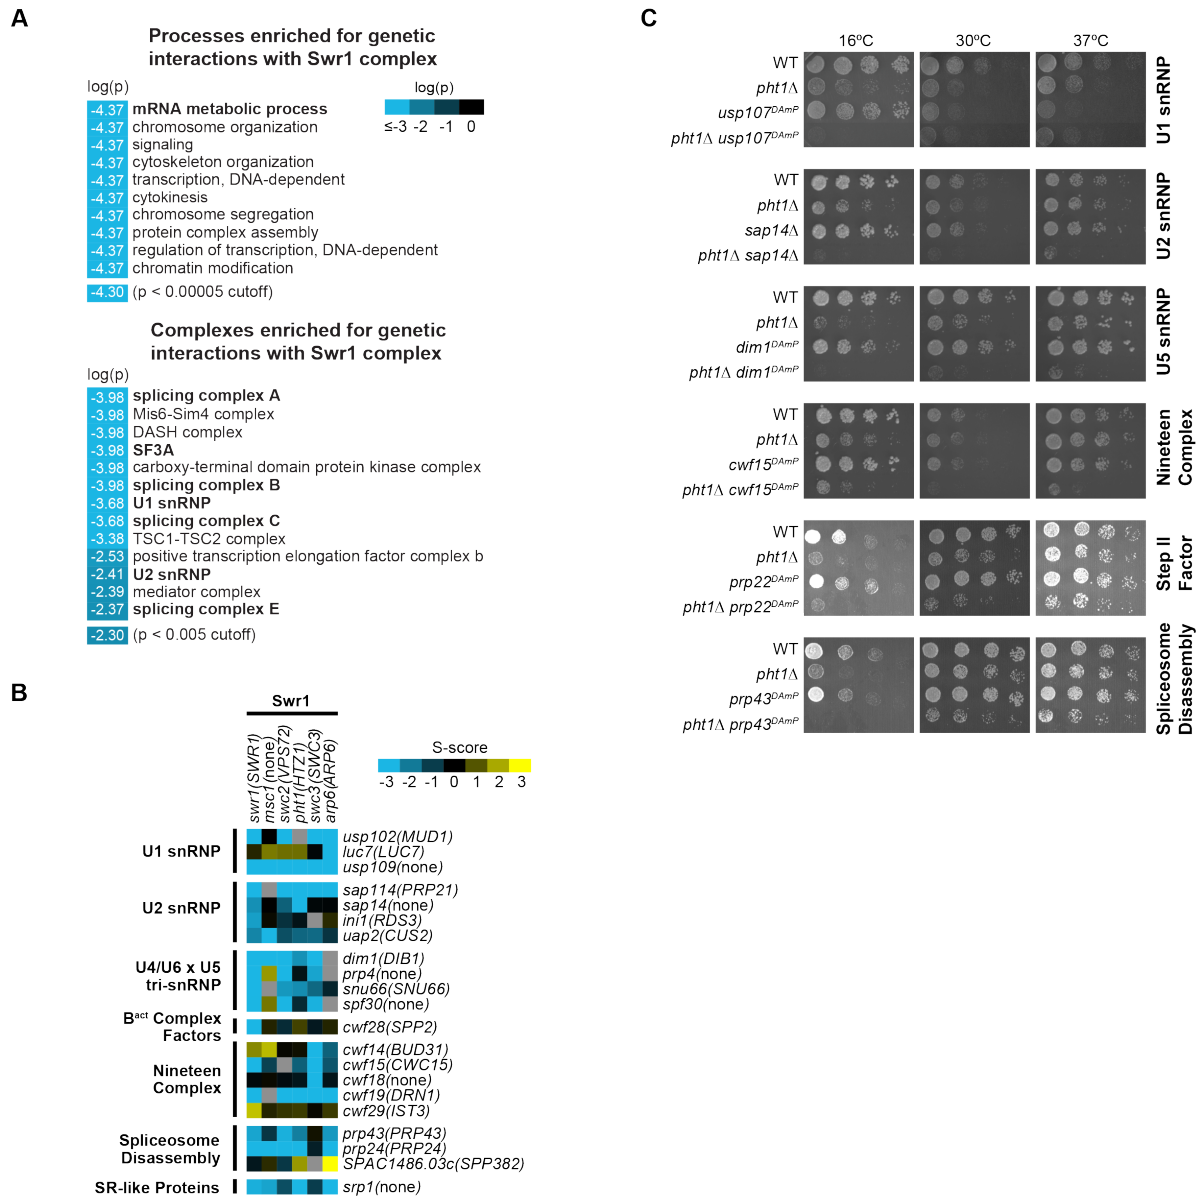 A
Processes enriched for genetic
interactions with Swr1 complex
log(p)
-4.37 mRNA metabolic process
-4.37 chromosome organization
-4.37 signaling
-4.37 cytoskeleton organization
-4.37 transcription, DNA-dependent
-4.37 cytokinesis
-4.37 chromosome segregation
-4.37 protein complex assembly
-4.37 regulation of transcription, DNA-dependent
-4.37 chromatin modification
-4.30 (p < 0.00005 cutoff)
log(p)
≤-3 -2 -1 0
Complexes enriched for genetic
interactions with Swr1 complex
log(p)
-3.98 splicing complex A
-3.98 Mis6-Sim4 complex
-3.98 DASH complex
-3.98 SF3A
-3.98 carboxy-terminal domain protein kinase complex
-3.98 splicing complex B
-3.68 U1 snRNP
-3.68 splicing complex C
-3.38 TSC1-TSC2 complex
-2.53 positive transcription elongation factor complex b
-2.41 U2 snRNP
-2.39 mediator complex
-2.37 splicing complex E
-2.30 (p < 0.005 cutoff)
B
Swr1
swr1(SWR1)
msc1(none)
swc2(VPS72)
pht1(HTZ1)
swc3(SWC3)
arp6(ARP6)
S-score
-3 -2 -1 0 1 2 3
U1 snRNP
usp102(MUD1)
luc7(LUC7)
usp109(none)
U2 snRNP
sap114(PRP21)
sap14(none)
ini1(RDS3)
uap2(CUS2)
U4/U6 x U5
tri-snRNP
dim1(DIB1)
prp4(none)
snu66(SNU66)
spf30(none)
Bact Complex
Factors
cwf28(SPP2)
Nineteen
Complex
cwf14(BUD31)
cwf15(CWC15)
cwf18(none)
cwf19(DRN1)
cwf29(IST3)
Spliceosome
Disassembly
prp43(PRP43)
prp24(PRP24)
SPAC1486.03c(SPP382)
SR-like Proteins
srp1(none)
C
16ºC 30ºC 37ºC
WT
pht1Δ
usp107DAmP
pht1Δ usp107DAmP
U1 snRNP
WT
pht1Δ
sap14Δ
pht1Δ sap14Δ
U2 snRNP
WT
pht1Δ
dim1DAmP
pht1Δ dim1DAmP
U5 snRNP
WT
pht1Δ
cwf15DAmP
pht1Δ cwf15DAmP
Nineteen
Complex
WT
pht1Δ
prp22DAmP
pht1Δ prp22DAmP
Step II
Factor
WT
pht1Δ
prp43DAmP
pht1Δ prp43DAmP
Spliceosome
Disassembly